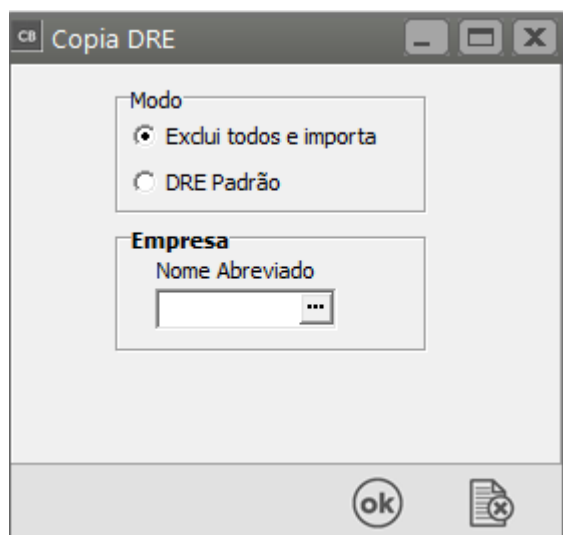 CB Copia DRE
Modo
Exclui todos e importa
DRE Padrão
Empresa
Nome Abreviado
...
ok